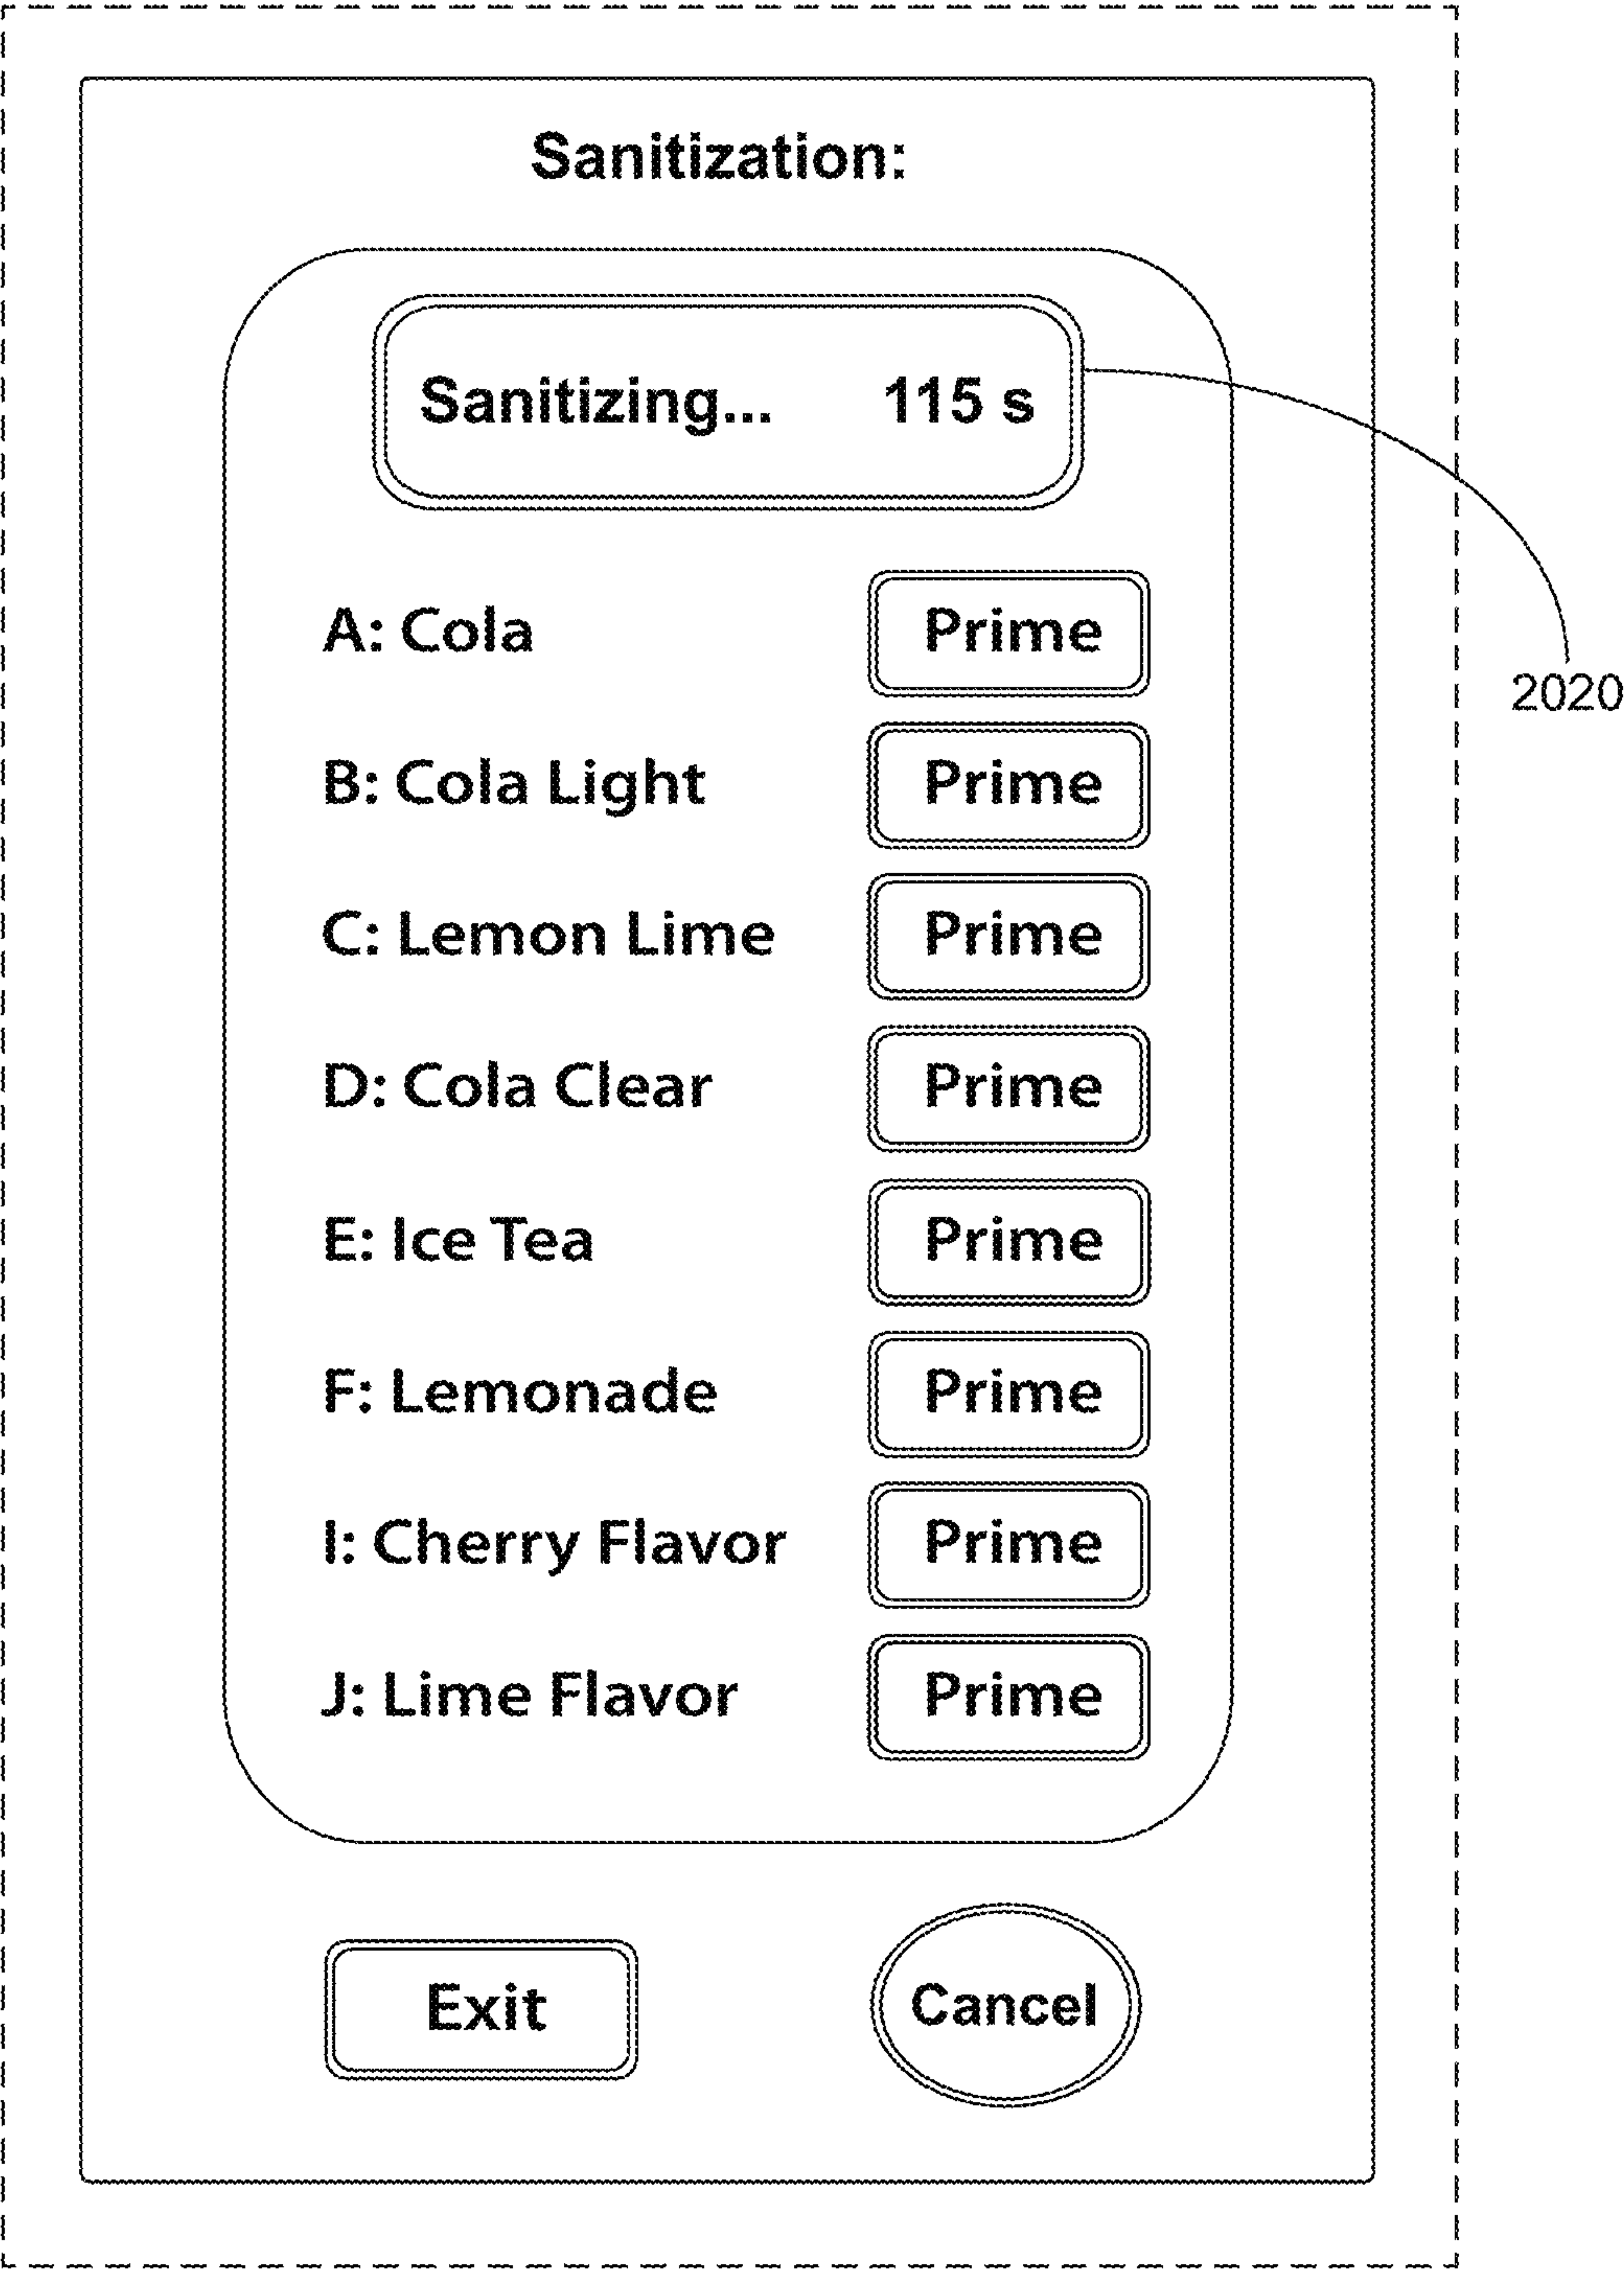 Sanitization:
Sanitizing... 115 s
A: Cola Prime
2020
B: Cola Light Prime
C: Lemon Lime Prime
D: Cola Clear Prime
E: Ice Tea Prime
F: Lemonade Prime
I: Cherry Flavor Prime
J: Lime Flavor Prime
Exit Cancel